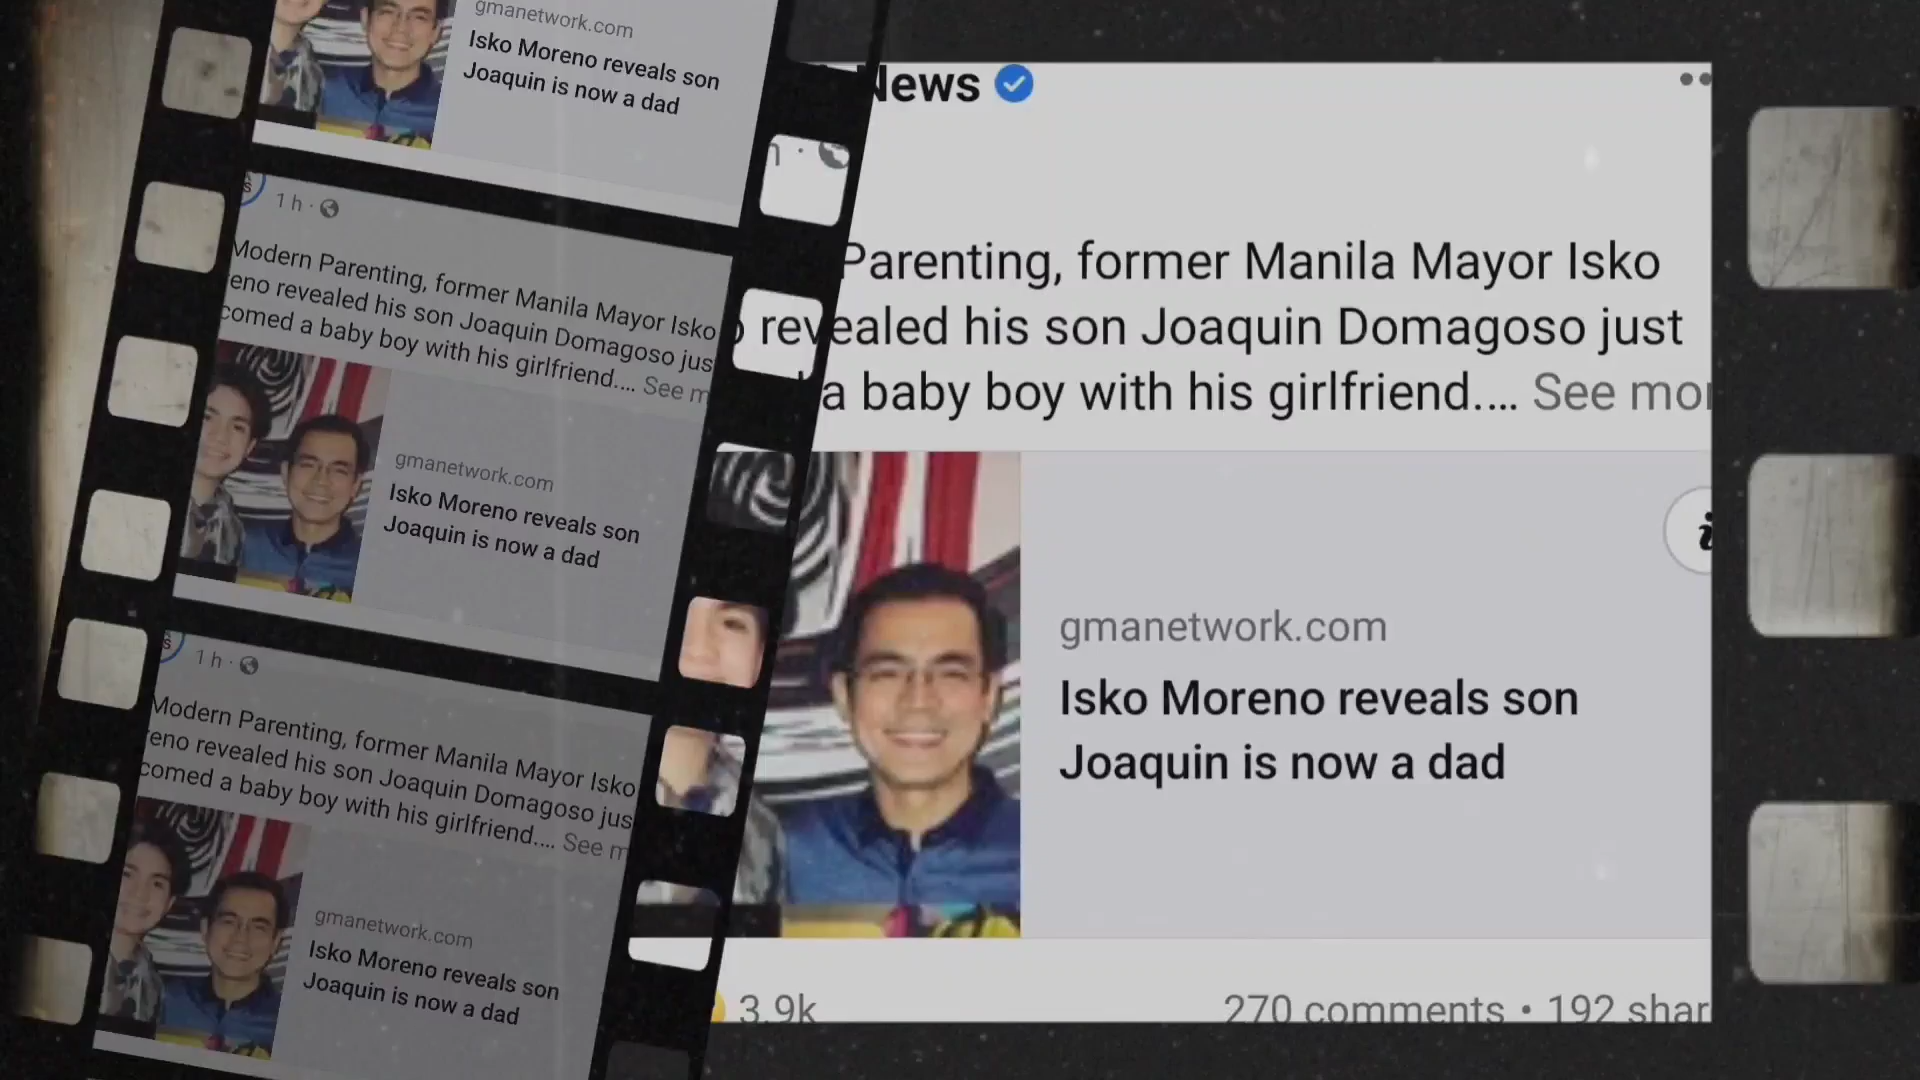 gmanetwork.com
Isko Moreno reveals son
Joaquin is now a dad
1 h ·
Modern Parenting, former Manila Mayor Isko
eno revealed his son Joaquin Domagoso jus
comed a baby boy with his girlfriend.... See m
gmanetwork.com
Isko Moreno reveals son
Joaquin is now a dad
1 h ·
Modern Parenting, former Manila Mayor Isko
eno revealed his son Joaquin Domagoso jus
comed a baby boy with his girlfriend.... See m
gmanetwork.com
Isko Moreno reveals son
Joaquin is now a dad
News
Parenting, former Manila Mayor Isko
revealed his son Joaquin Domagoso just
a baby boy with his girlfriend.... See mor
gmanetwork.com
Isko Moreno reveals son
Joaquin is now a dad
3.9k
270 comments • 192 shar